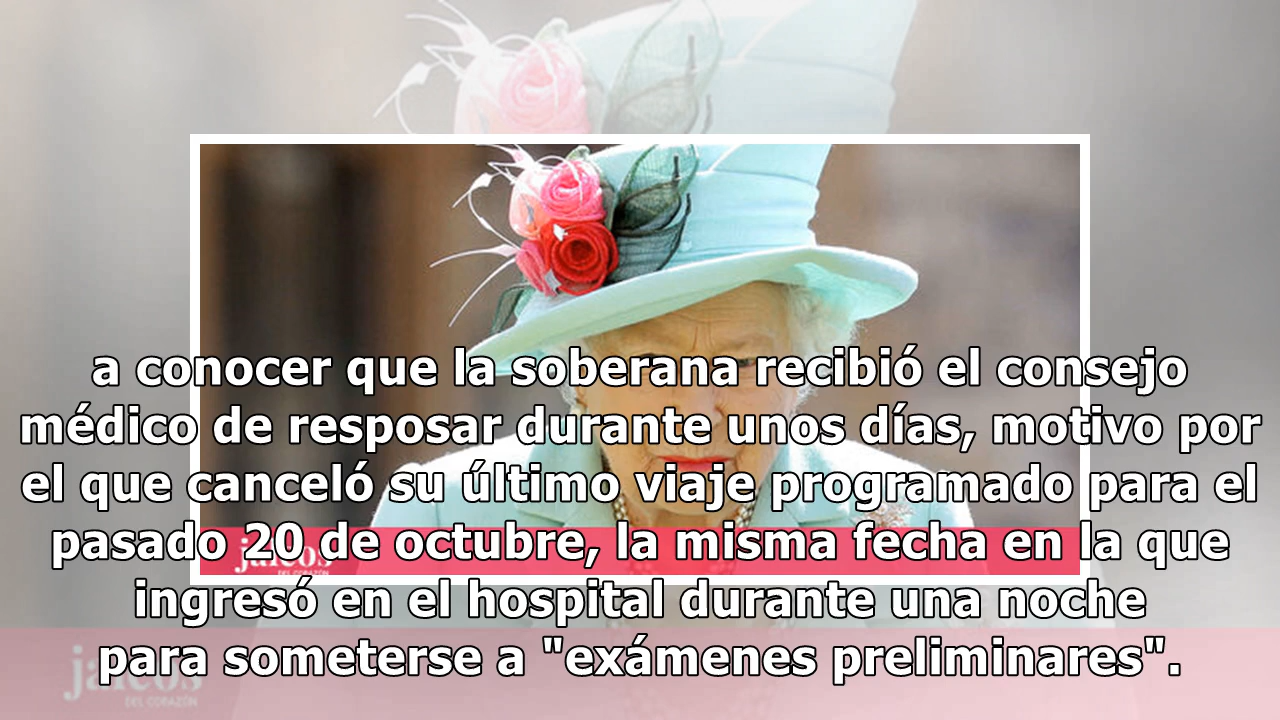 a conocer que la soberana recibió el consejo
médico de resposar durante unos días, motivo por
el que canceló su último viaje programado para el
pasado 20 de octubre, la misma fecha en la que
ingresó en el hospital durante una noche
para someterse a "exámenes preliminares".
DEL CORAZÓN